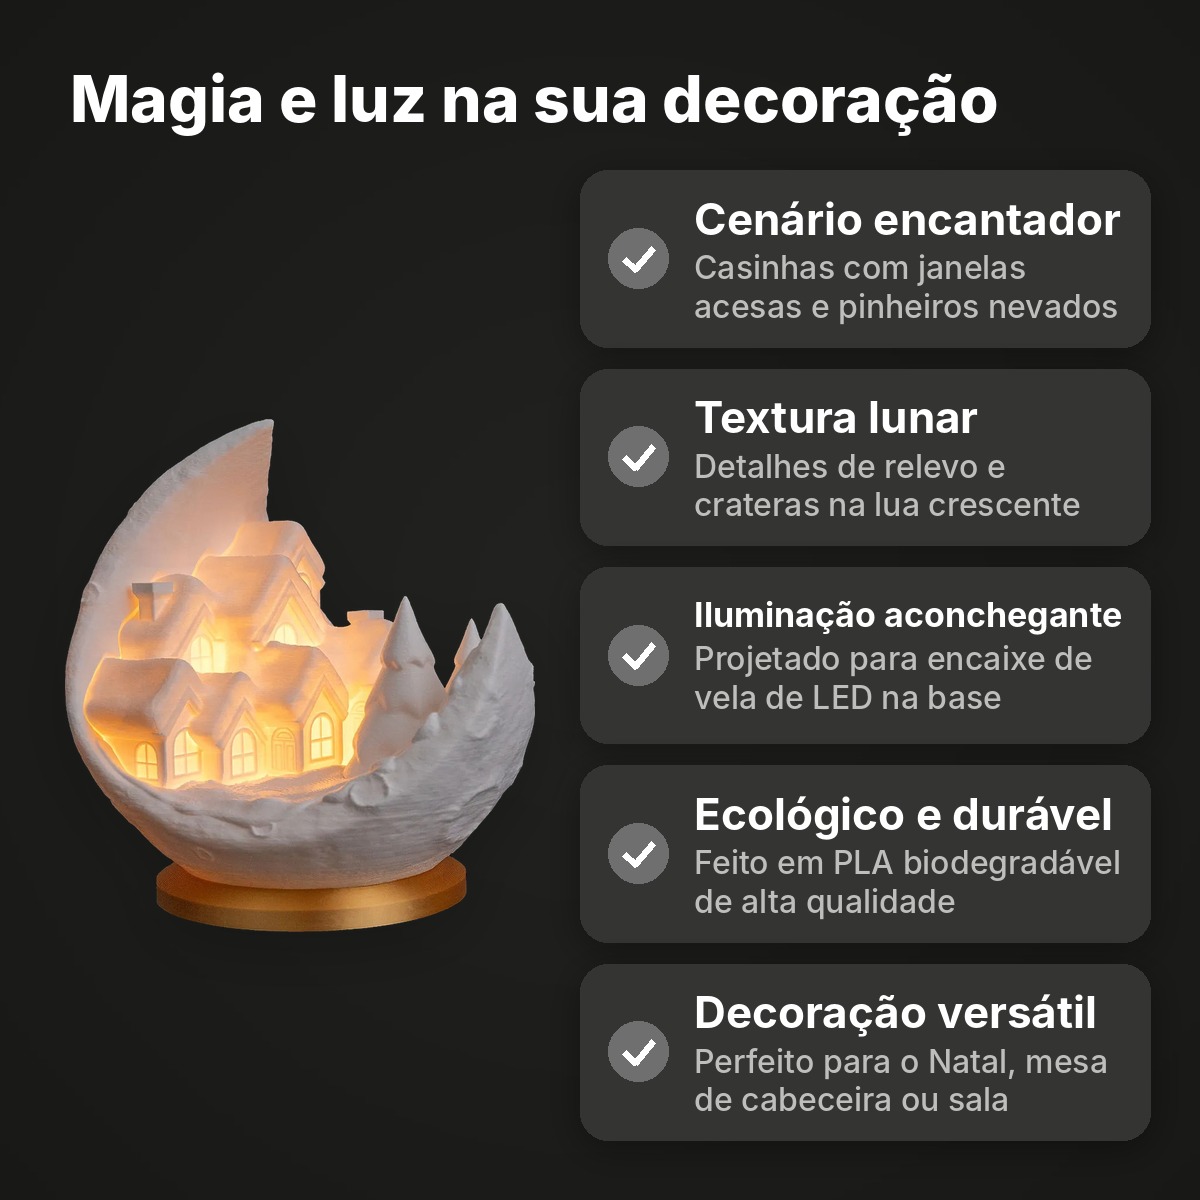 Magia e luz na sua decoração
Cenário encantador
Casinhas com janelas
acesas e pinheiros nevados
Textura lunar
Detalhes de relevo e
crateras na lua crescente
Iluminação aconchegante
Projetado para encaixe de
vela de LED na base
Ecológico e durável
Feito em PLA biodegradável
de alta qualidade
Decoração versátil
Perfeito para o Natal, mesa
de cabeceira ou sala